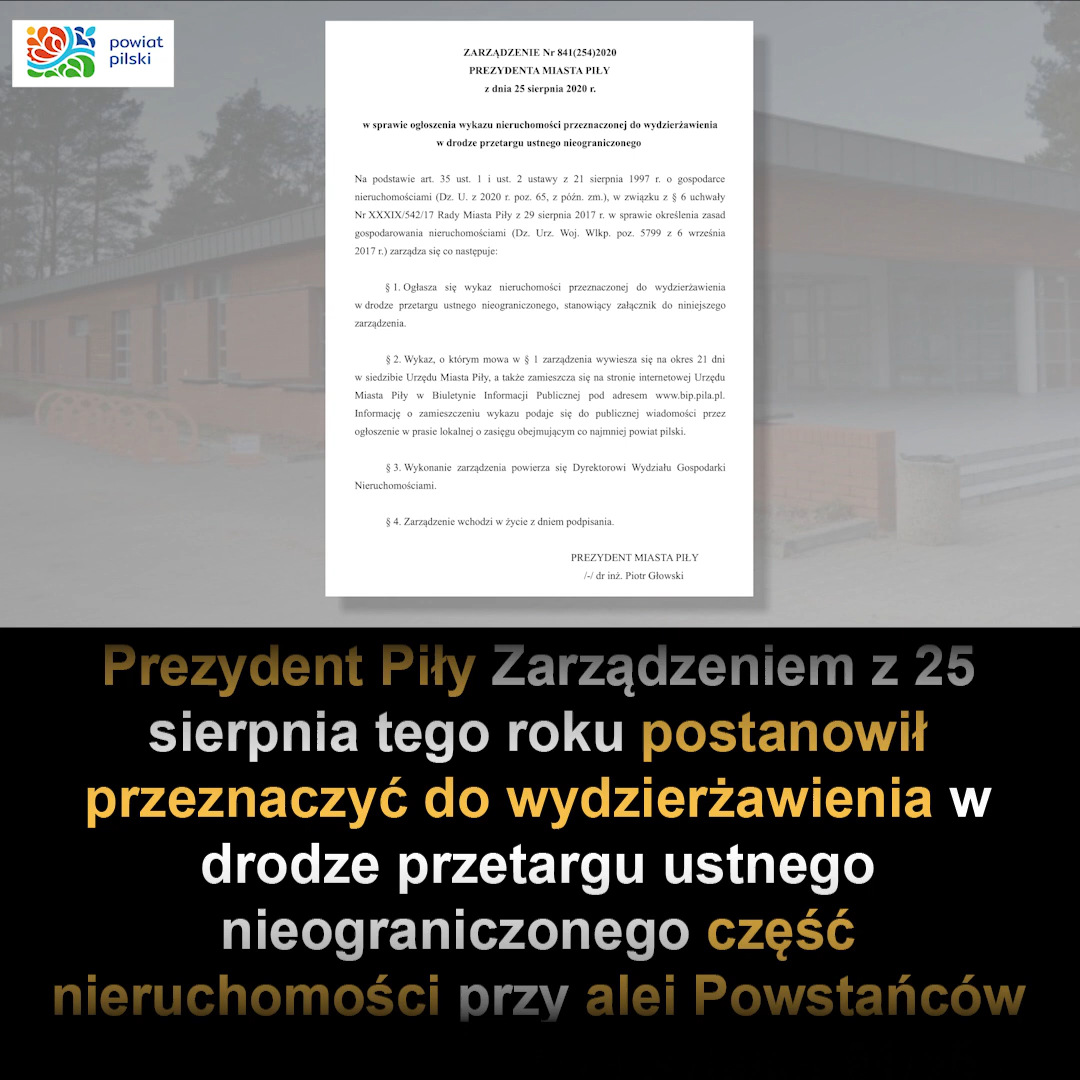 powiat
pilski
ZARZĄDZENIE Nr 841(254)2020
PREZYDENTA MIASTA PIŁY
z dnia 25 sierpnia 2020 r.
w sprawie ogłoszenia wykazu nieruchomości przeznaczonej do wydzierżawienia
w drodze przetargu ustnego nieograniczonego
Na podstawie art. 35 ust. 1 i ust. 2 ustawy z 21 sierpnia 1997 r. o gospodarce
nieruchomościami (Dz. U. z 2020 r. poz. 65, z późn. zm.), w związku z § 6 uchwały
Nr XXXIX/542/17 Rady Miasta Piły z 29 sierpnia 2017 r. w sprawie określenia zasad
gospodarowania nieruchomościami (Dz. Urz. Woj. Wlkp. poz. 5799 z 6 września
2017 r.) zarządza się co następuje:
§ 1. Ogłasza się wykaz nieruchomości przeznaczonej do wydzierżawienia
w drodze przetargu ustnego nieograniczonego, stanowiący załącznik do niniejszego
zarządzenia.
§ 2. Wykaz, o którym mowa w § 1 zarządzenia wywiesza się na okres 21 dni
w siedzibie Urzędu Miasta Piły, a także zamieszcza się na stronie internetowej Urzędu
Miasta Piły w Biuletynie Informacji Publicznej pod adresem www.bip.pila.pl.
Informację o zamieszczeniu wykazu podaje się do publicznej wiadomości przez
ogłoszenie w prasie lokalnej o zasięgu obejmującym co najmniej powiat pilski.
§ 3. Wykonanie zarządzenia powierza się Dyrektorowi Wydziału Gospodarki
Nieruchomościami.
§ 4. Zarządzenie wchodzi w życie z dniem podpisania.
PREZYDENT MIASTA PIŁY
/-/ dr inż. Piotr Głowski
Prezydent Piły Zarządzeniem z 25
sierpnia tego roku postanowił
przeznaczyć do wydzierżawienia w
drodze przetargu ustnego
nieograniczonego część
nieruchomości przy alei Powstańców